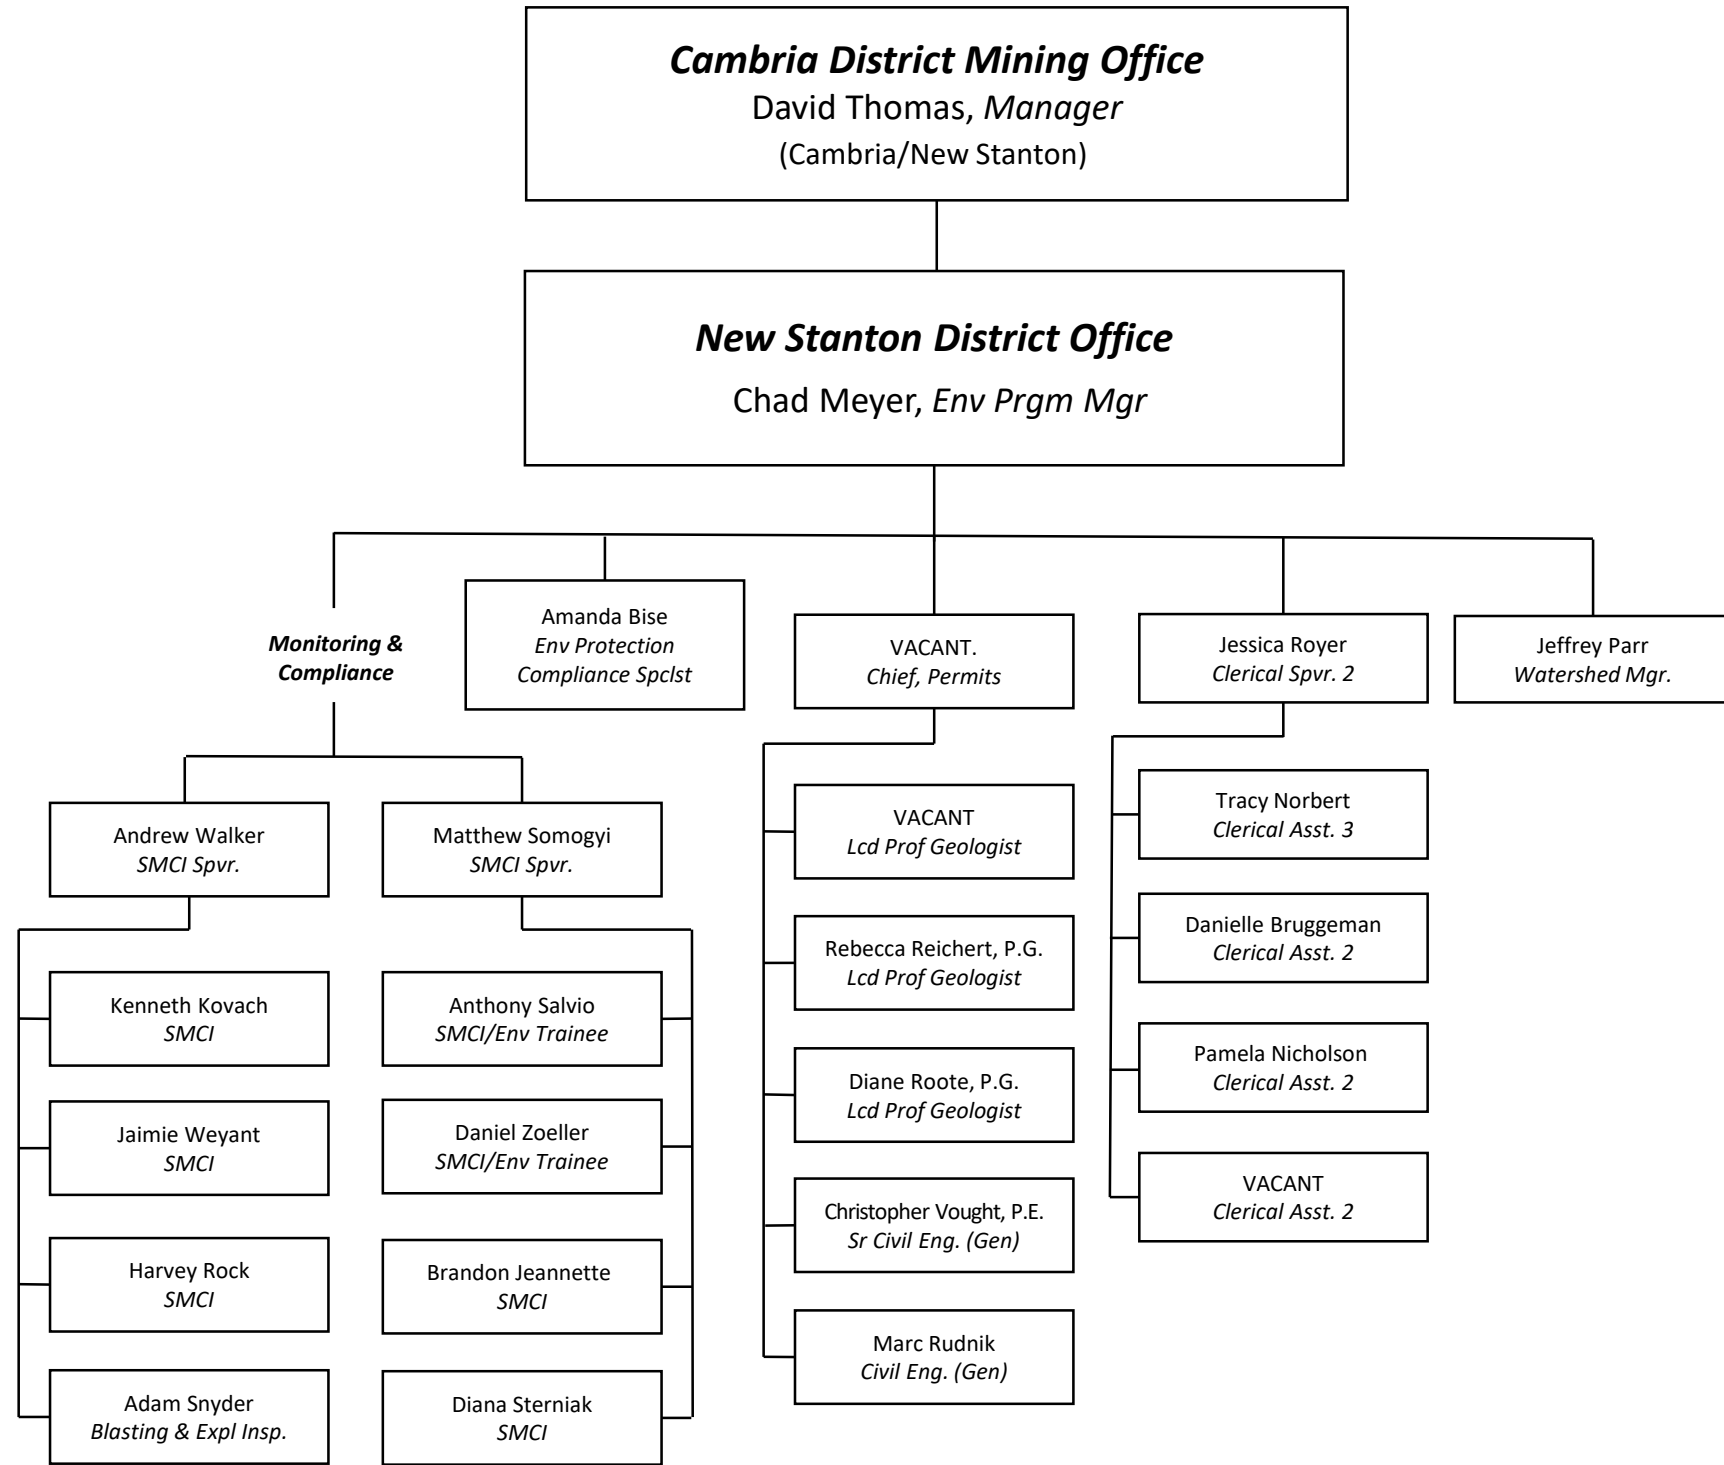 Cambria District Mining Office
David Thomas, Manager
(Cambria/New Stanton)
New Stanton District Office
Chad Meyer, Env Prgm Mgr
Monitoring &
Compliance
Amanda Bise
Env Protection
Compliance Spclst
VACANT.
Chief, Permits
Jessica Royer
Clerical Spvr. 2
Jeffrey Parr
Watershed Mgr.
Andrew Walker
SMCI Spvr.
Kenneth Kovach
SMCI
Jaimie Weyant
SMCI
Harvey Rock
SMCI
Adam Snyder
Blasting & Expl Insp.
Matthew Somogyi
SMCI Spvr.
Anthony Salvio
SMCI/Env Trainee
Daniel Zoeller
SMCI/Env Trainee
Brandon Jeannette
SMCI
Diana Sterniak
SMCI
VACANT
Lcd Prof Geologist
Rebecca Reichert, P.G.
Lcd Prof Geologist
Diane Roote, P.G.
Lcd Prof Geologist
Christopher Vought, P.E.
Sr Civil Eng. (Gen)
Marc Rudnik
Civil Eng. (Gen)
Tracy Norbert
Clerical Asst. 3
Danielle Bruggeman
Clerical Asst. 2
Pamela Nicholson
Clerical Asst. 2
VACANT
Clerical Asst. 2